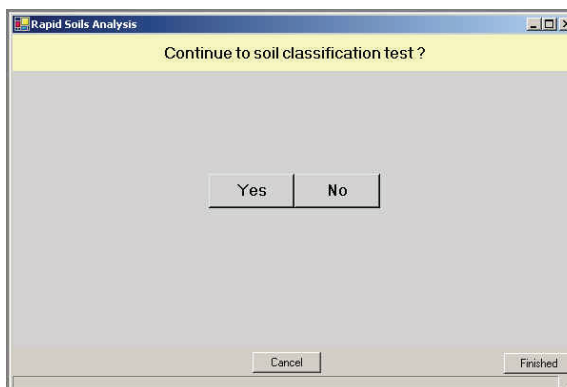 Rapid Soils Analysis
Continue to soil classification test ?
Yes No
Cancel Finished